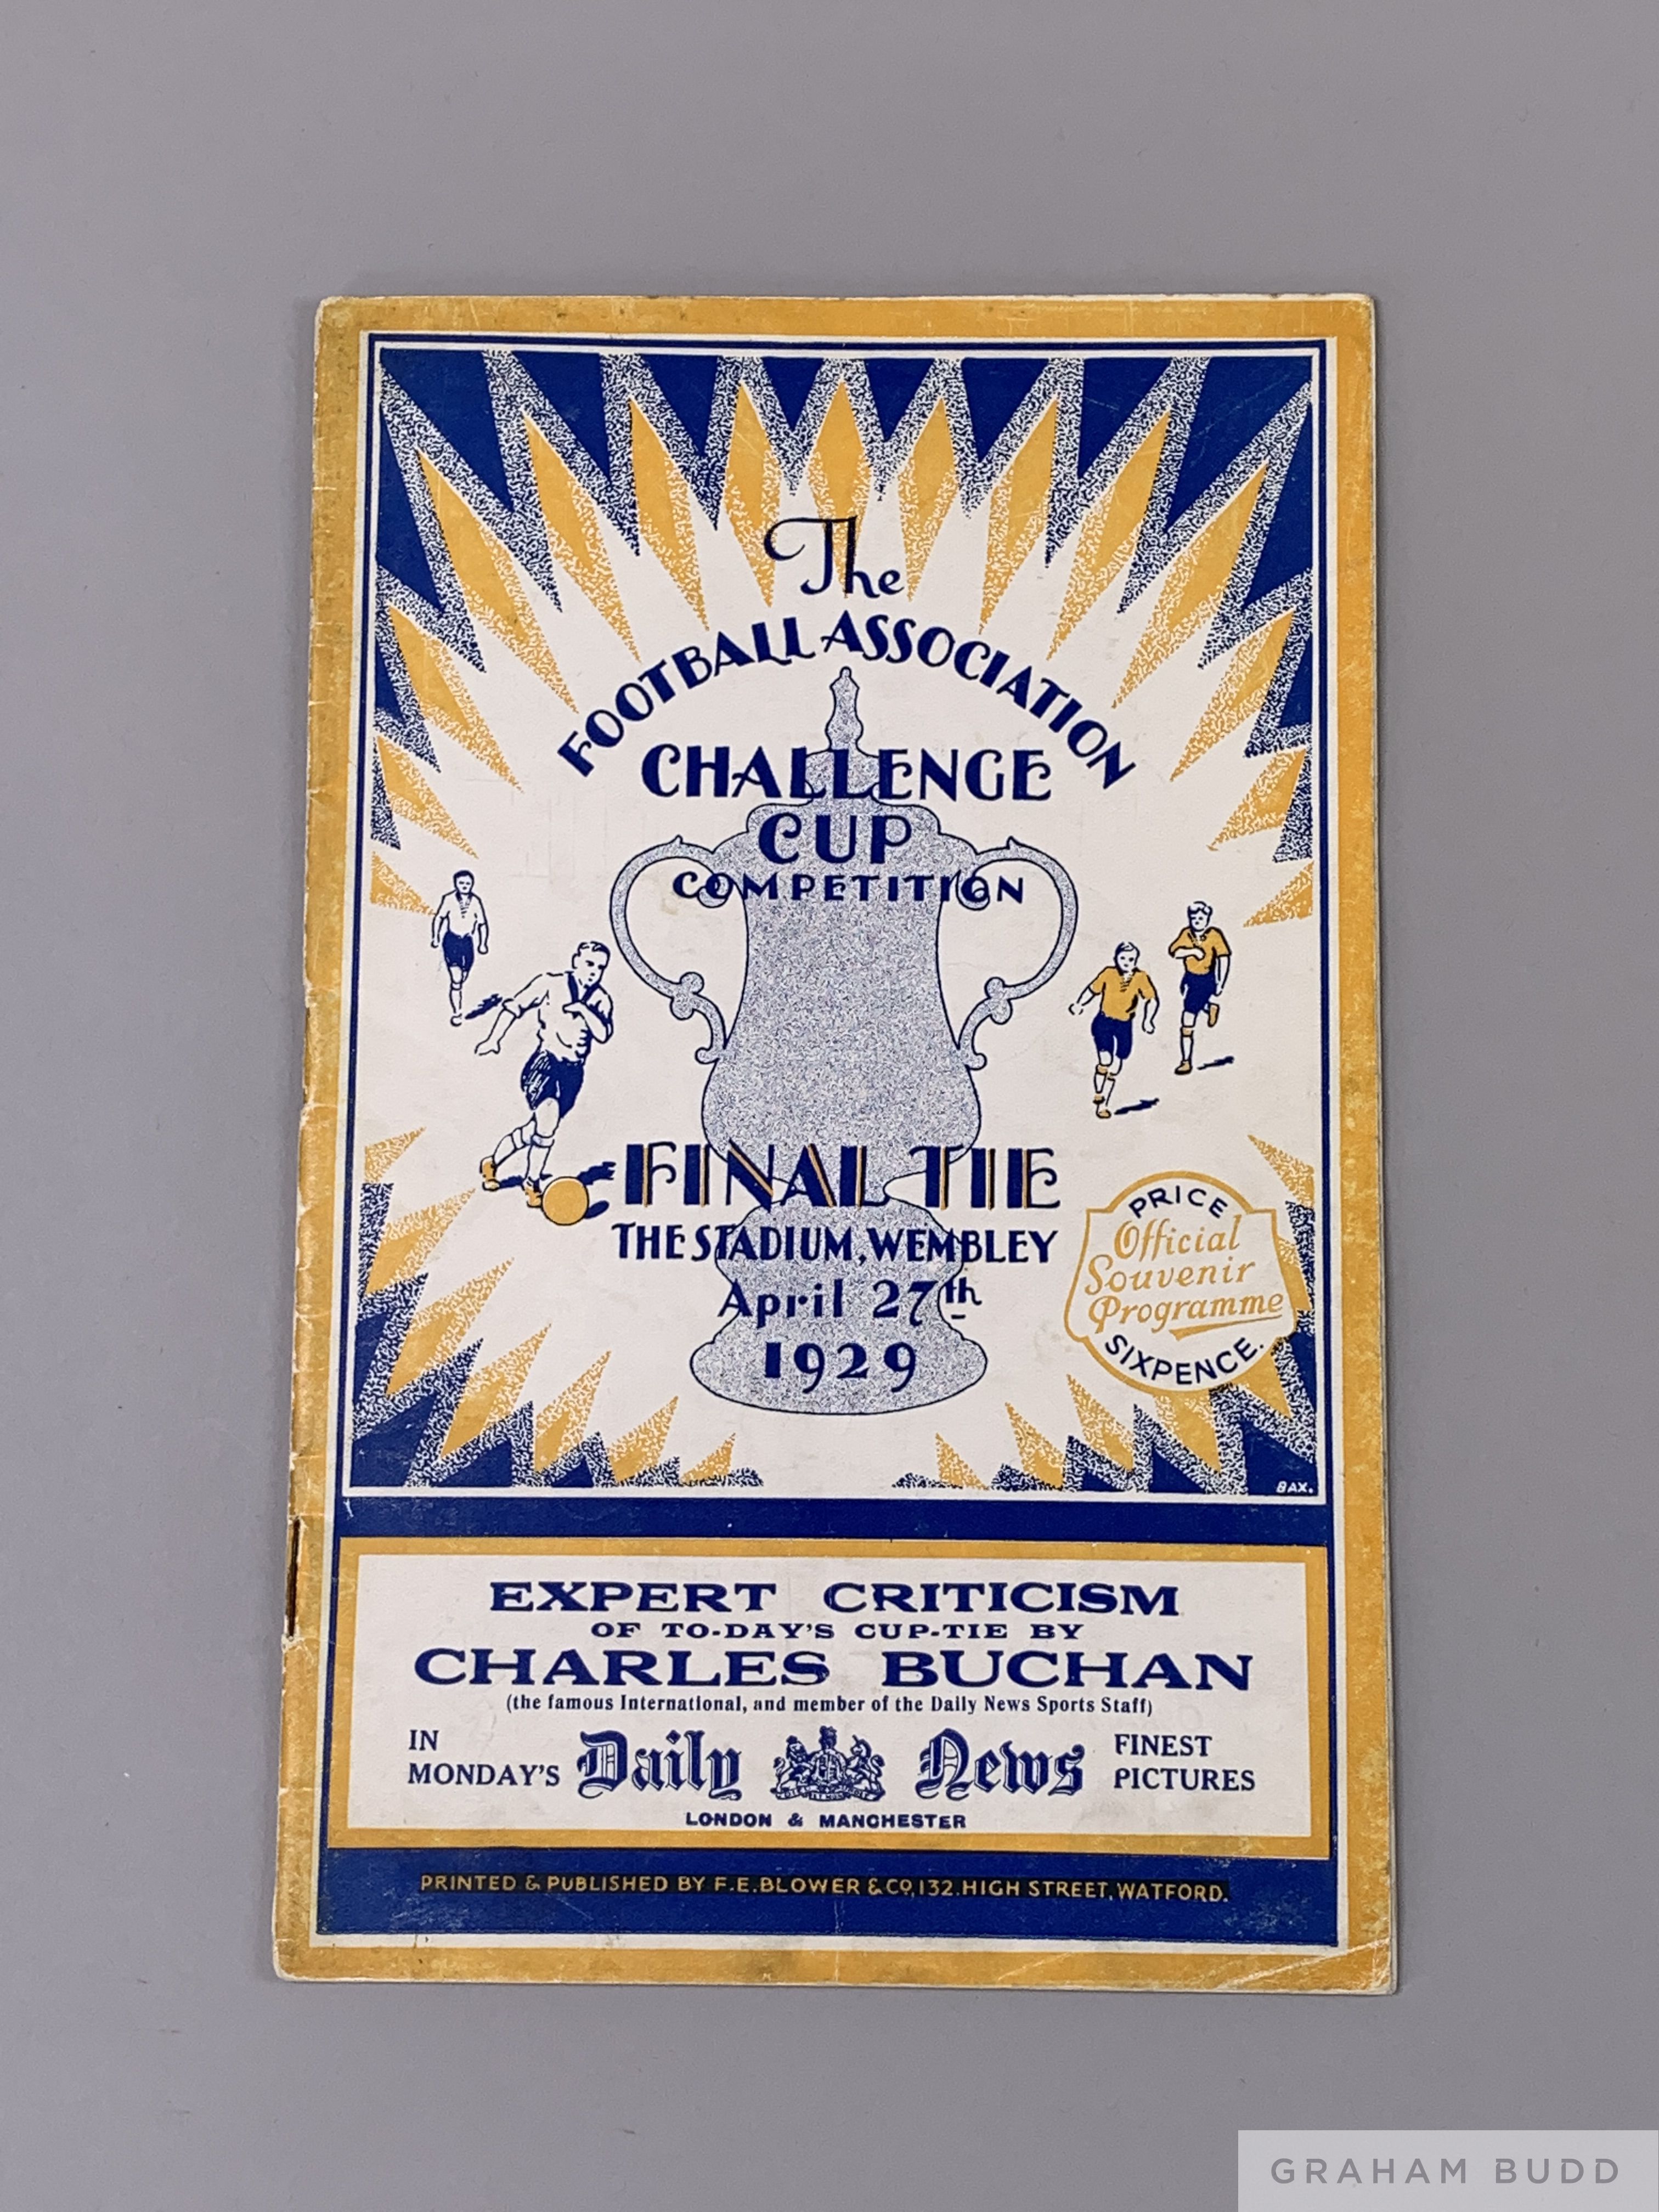 The
FOOTBALL ASSOCIATION
CHALLENGE
CUP
COMPETITION
FINAL TIE
THE STADIUM, WEMBLEY
April 27th
1929
PRICE
Official
Souvenir
Programme
SIXPENCE.
BAX.
EXPERT CRITICISM
OF TO-DAY'S CUP-TIE BY
CHARLES BUCHAN
(the famous International, and member of the Daily News Sports Staff)
IN
MONDAY'S
Daily News
FINEST
PICTURES
LONDON & MANCHESTER
PRINTED & PUBLISHED BY F.E.BLOWER & CO, 132.HIGH STREET, WATFORD.
GRAHAM BUDD